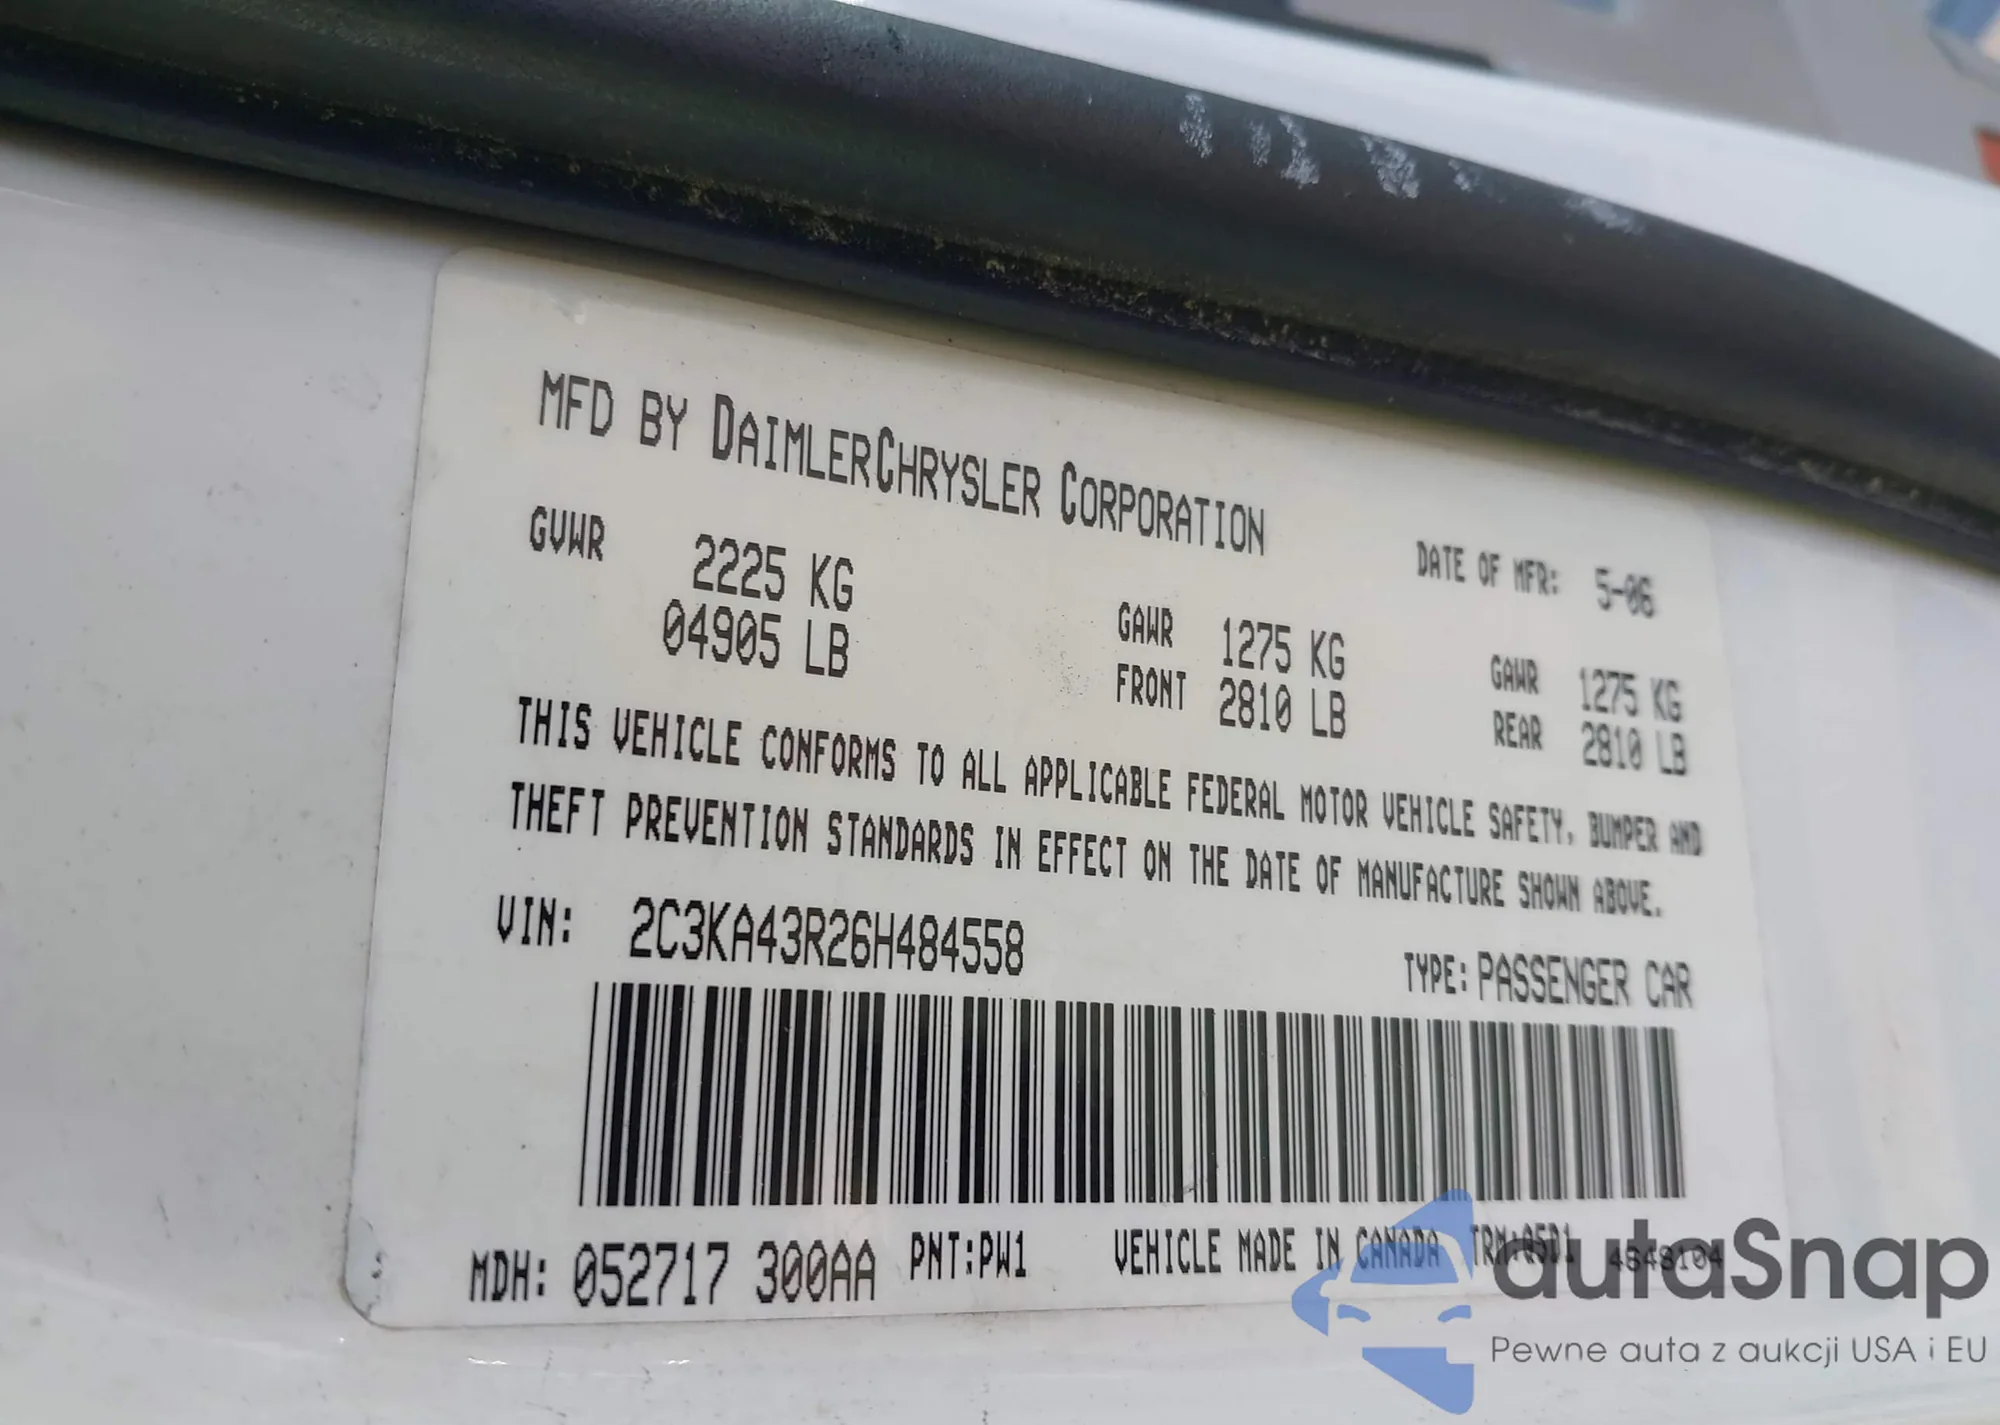 MFD BY DAIMLERCHRYSLER CORPORATION
DATE OF MFR: 5-06
GVWR 2225 KG
04905 LB
GAWR 1275 KG
FRONT 2810 LB
GAWR 1275 KG
REAR 2810 LB
THIS VEHICLE CONFORMS TO ALL APPLICABLE FEDERAL MOTOR VEHICLE SAFETY, BUMPER AND
THEFT PREVENTION STANDARDS IN EFFECT ON THE DATE OF MANUFACTURE SHOWN ABOVE.
VIN: 2C3KA43R26H484558
TYPE: PASSENGER CAR
MDH: 052717 300AA PNT:PW1 VEHICLE MADE IN CANADA
autaSnap
Pewne auta z aukcji USA i EU